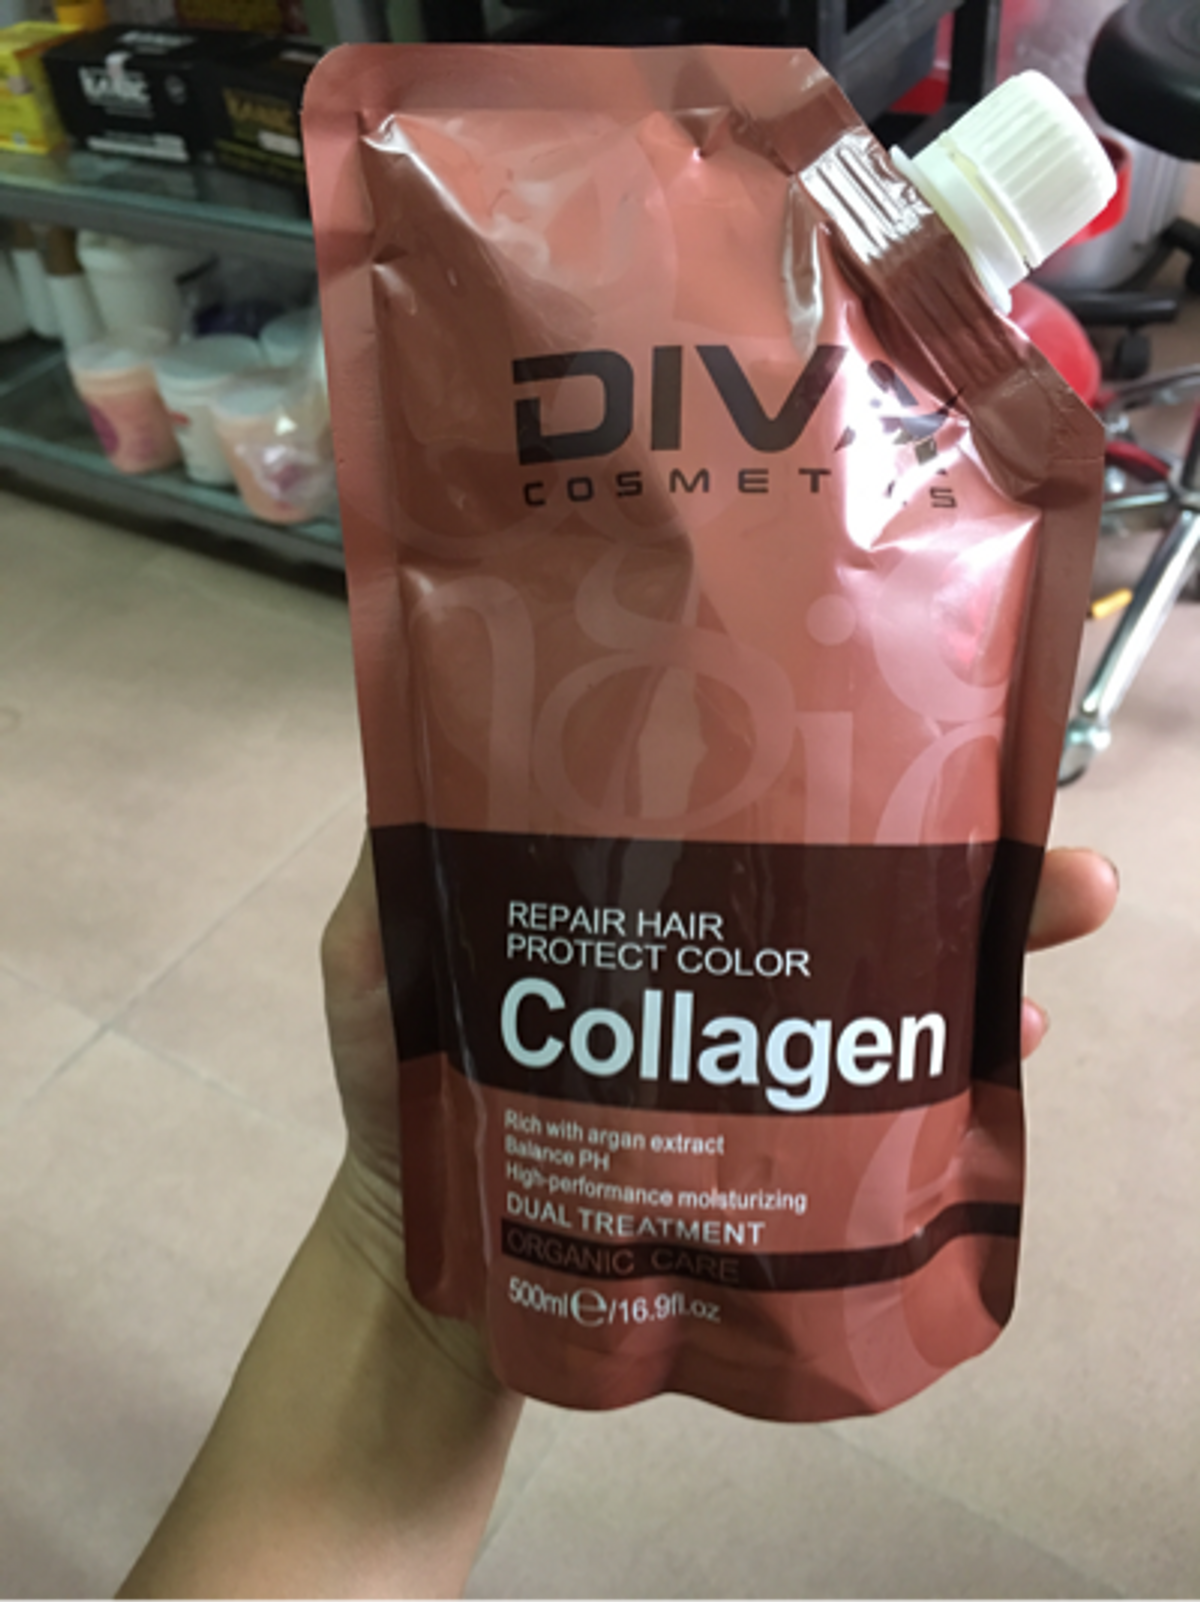 DIVA
COSMETICS
REPAIR HAIR
PROTECT COLOR
Collagen
Rich with argan extract
Balance PH
High-performance moisturizing
DUAL TREATMENT
ORGANIC CARE
500ml℮/16.9fl.oz